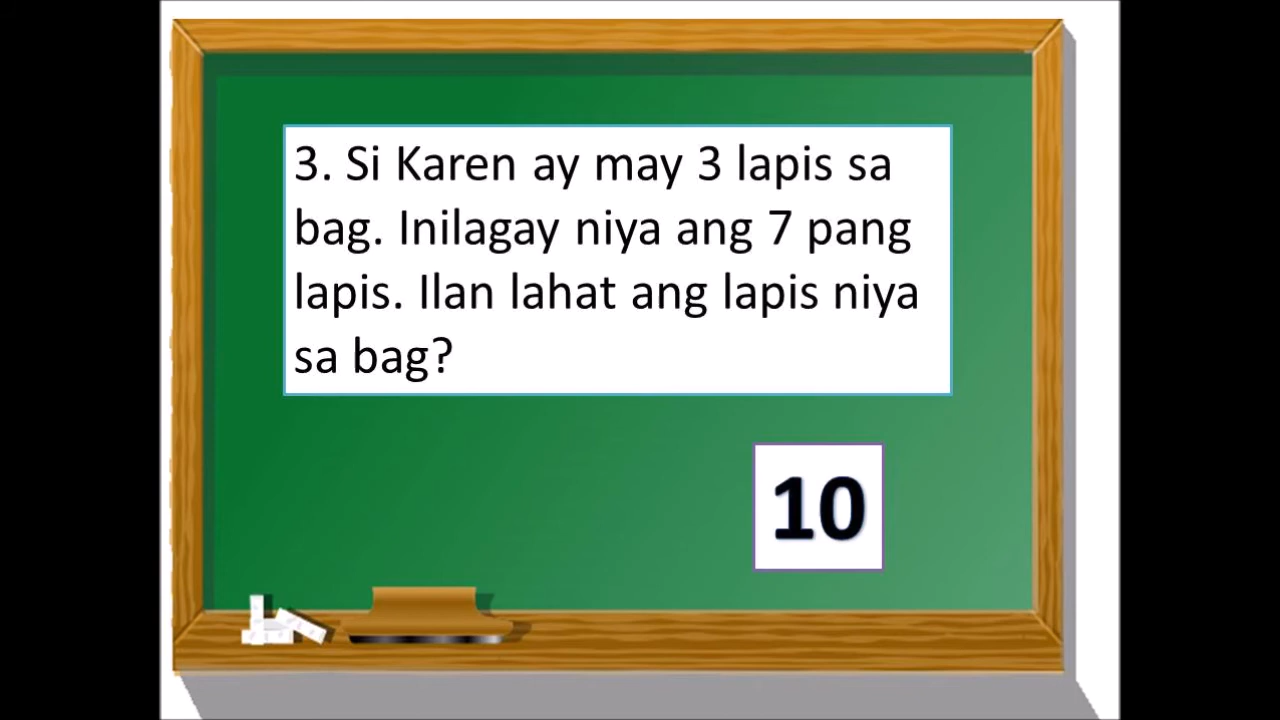 3. Si Karen ay may 3 lapis sa
bag. Inilagay niya ang 7 pang
lapis. Ilan lahat ang lapis niya
sa bag?
10